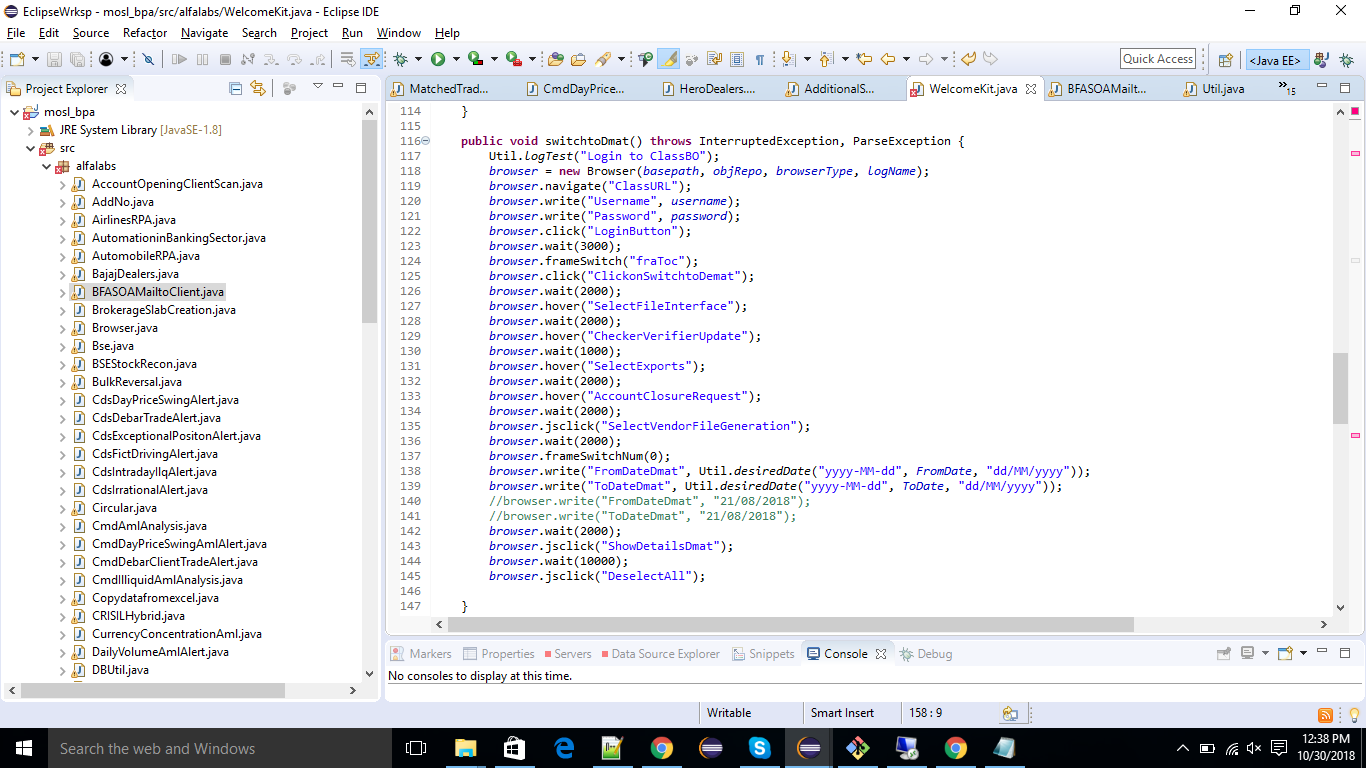 EclipseWrksp - mosl_bpa/src/alfalabs/WelcomeKit.java - Eclipse IDE
File Edit Source Refactor Navigate Search Project Run Window Help
Quick Access
<Java EE>
Project Explorer
mosl_bpa
JRE System Library [JavaSE-1.8]
src
alfalabs
AccountOpeningClientScan.java
AddNo.java
AirlinesRPA.java
AutomationinBankingSector.java
AutomobileRPA.java
BajajDealers.java
BFASOAMailtoClient.java
BrokerageSlabCreation.java
Browser.java
Bse.java
BSEStockRecon.java
BulkReversal.java
CdsDayPriceSwingAlert.java
CdsDebarTradeAlert.java
CdsExceptionalPositonAlert.java
CdsFictDrivingAlert.java
CdsIntradayIlqAlert.java
CdsIrrationalAlert.java
Circular.java
CmdAmlAnalysis.java
CmdDayPriceSwingAmlAlert.java
CmdDebarClientTradeAlert.java
CmdIlliquidAmlAnalysis.java
Copydatafromexcel.java
CRISILHybrid.java
CurrencyConcentrationAml.java
DailyVolumeAmlAlert.java
DBUtil.java
MatchedTrad... CmdDayPrice... HeroDealers.... AdditionalS... WelcomeKit.java BFASOAMailt... Util.java »15
114 }
115
116 public void switchtoDmat() throws InterruptedException, ParseException {
117 Util.logTest("Login to ClassBO");
118 browser = new Browser(basepath, objRepo, browserType, logName);
119 browser.navigate("ClassURL");
120 browser.write("Username", username);
121 browser.write("Password", password);
122 browser.click("LoginButton");
123 browser.wait(3000);
124 browser.frameSwitch("fraToc");
125 browser.click("ClickonSwitchtoDemat");
126 browser.wait(2000);
127 browser.hover("SelectFileInterface");
128 browser.wait(2000);
129 browser.hover("CheckerVerifierUpdate");
130 browser.wait(1000);
131 browser.hover("SelectExports");
132 browser.wait(2000);
133 browser.hover("AccountClosureRequest");
134 browser.wait(2000);
135 browser.jsclick("SelectVendorFileGeneration");
136 browser.wait(2000);
137 browser.frameSwitchNum(0);
138 browser.write("FromDateDmat", Util.desiredDate("yyyy-MM-dd", FromDate, "dd/MM/yyyy"));
139 browser.write("ToDateDmat", Util.desiredDate("yyyy-MM-dd", ToDate, "dd/MM/yyyy"));
140 //browser.write("FromDateDmat", "21/08/2018");
141 //browser.write("ToDateDmat", "21/08/2018");
142 browser.wait(2000);
143 browser.jsclick("ShowDetailsDmat");
144 browser.wait(10000);
145 browser.jsclick("DeselectAll");
146
147 }
Markers Properties Servers Data Source Explorer Snippets Console Debug
No consoles to display at this time.
Writable Smart Insert 158 : 9
Search the web and Windows
12:38 PM
10/30/2018